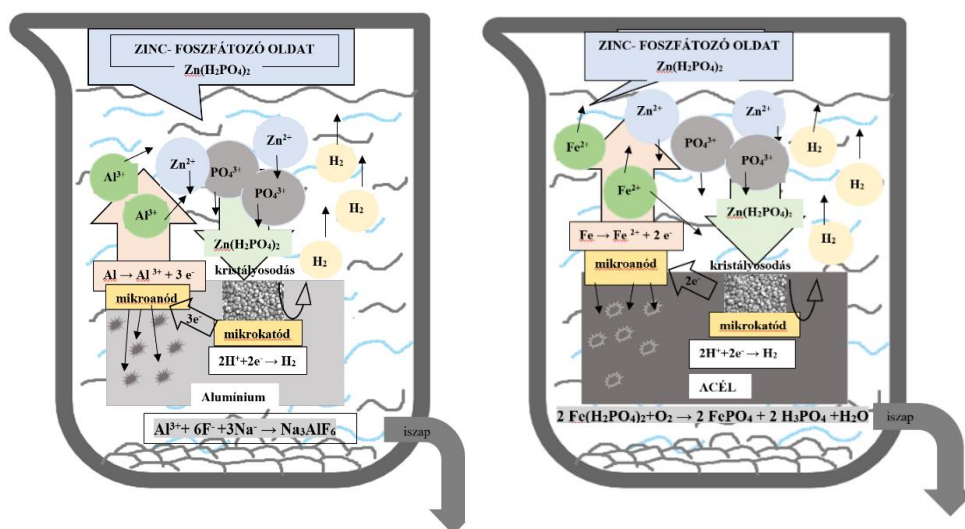 ZINC- FOSZFÁTOZÓ OLDAT
Zn(H₂PO₄)₂
Zn²⁺
Zn²⁺
Al³⁺
PO₄³⁺
PO₄³⁺
Al³⁺
H₂
H₂
H₂
Zn(H₂PO₄)₂
Al → Al ³⁺ + 3 e⁻
kristályosodás
mikroanód
3e⁻
mikrokatód
2H⁺+2e⁻→ H₂
Alumínium
Al³⁺+ 6F⁻ +3Na⁻ → Na₃AlF₆
iszap
ZINC- FOSZFÁTOZÓ OLDAT
Zn(H₂PO₄)₂
Zn²⁺
Zn²⁺
Fe²⁺
PO₄³⁺
PO₄³⁺
H₂
Fe²⁺
H₂
Zn(H₂PO₄)₂
Fe → Fe ²⁺ + 2 e⁻
H₂
mikroanód
kristályosodás
2e⁻
mikrokatód
2H⁺+2e⁻→ H₂
ACÉL
2 Fe(H₂PO₄)₂+O₂ → 2 FePO₄ + 2 H₃PO₄ +H₂O
iszap